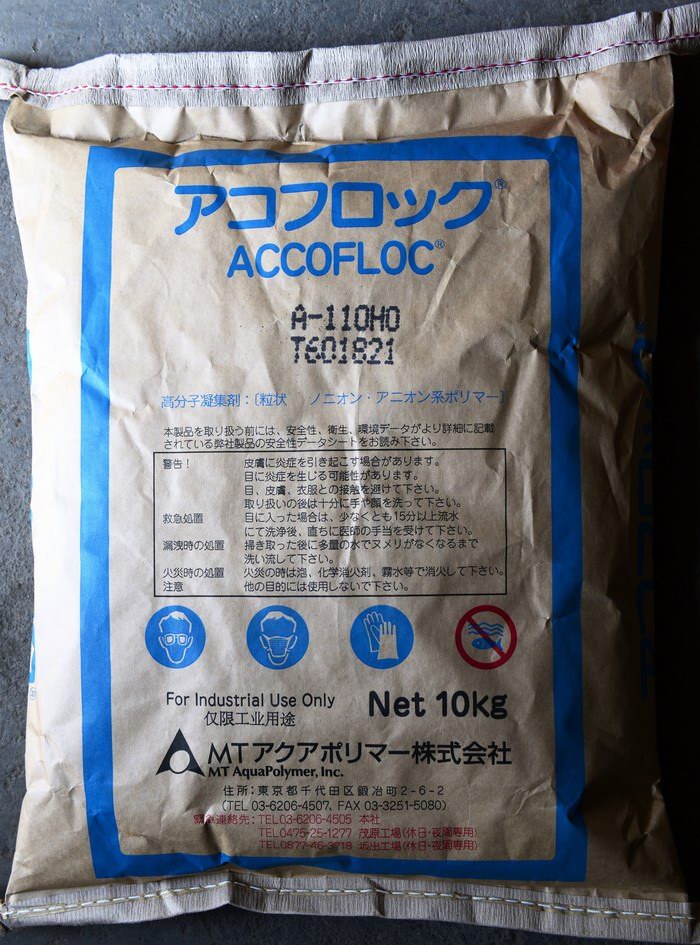 アコフロック®
ACCOFLOC®
A-110HO
T601821
高分子凝集剤：〔粒状 ノニオン・アニオン系ポリマー〕
本製品を取り扱う前には、安全性、衛生、環境データがより詳細に記載
されている弊社製品の安全性データシートをお読み下さい。
警告！ 皮膚に炎症を引き起こす場合があります。
目に炎症を生じる可能性があります。
目、皮膚、衣服との接触を避けて下さい。
取り扱いの後は十分に手や顔を洗って下さい。
救急処置 目に入った場合は、少なくとも15分以上流水
にて洗浄後、直ちに医師の手当を受けて下さい。
漏洩時の処置 掃き取った後に多量の水でヌメリがなくなるまで
洗い流して下さい。
火災時の処置 火災の時は泡、化学消火剤、霧水等で消火して下さい。
注意 他の目的には使用しないで下さい。
For Industrial Use Only
仅限工业用途
Net 10kg
MTアクアポリマー株式会社
MT AquaPolymer, Inc.
住所：東京都千代田区鍛冶町2-6-2
(TEL 03-6206-4507, FAX 03-3251-5080)
緊急連絡先：TEL03-6206-4505 本社
TEL0475-25-1277 茂原工場(休日・夜間専用)
坂出工場(休日・夜間専用)